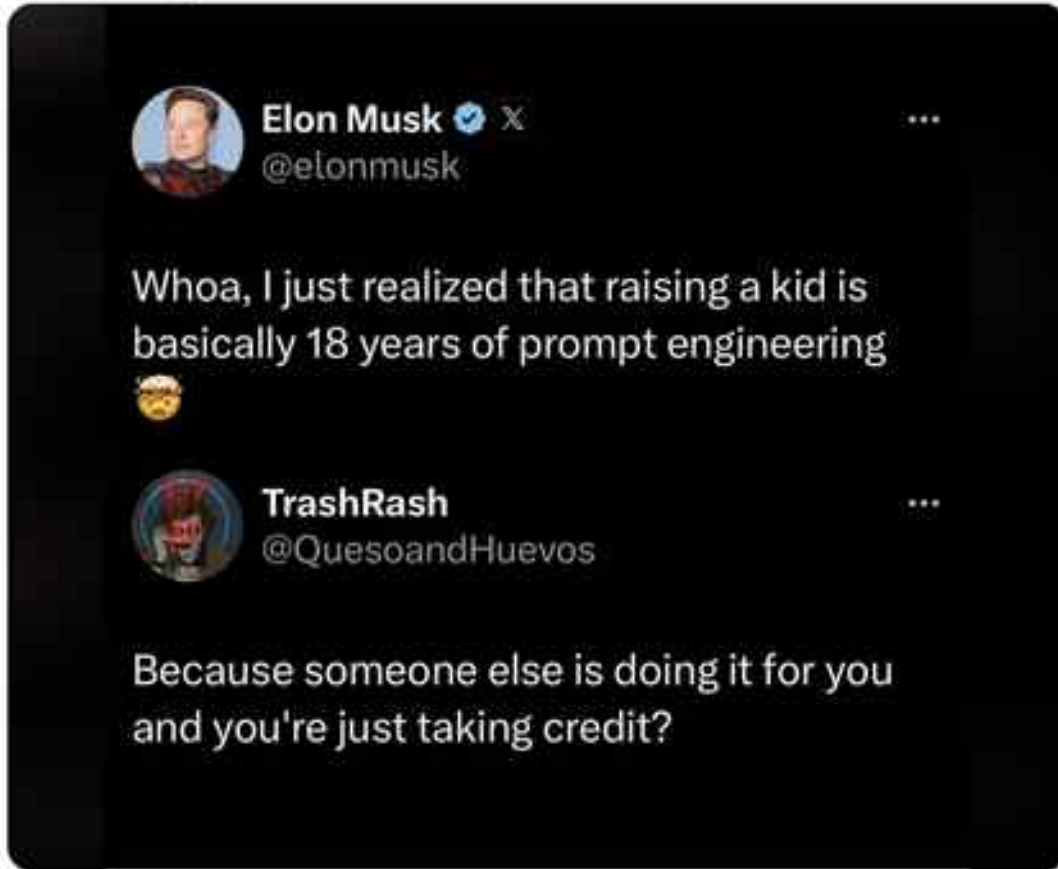 Elon Musk X
@elonmusk
Whoa, I just realized that raising a kid is
basically 18 years of prompt engineering
🤯
TrashRash
@QuesoandHuevos
Because someone else is doing it for you
and you're just taking credit?